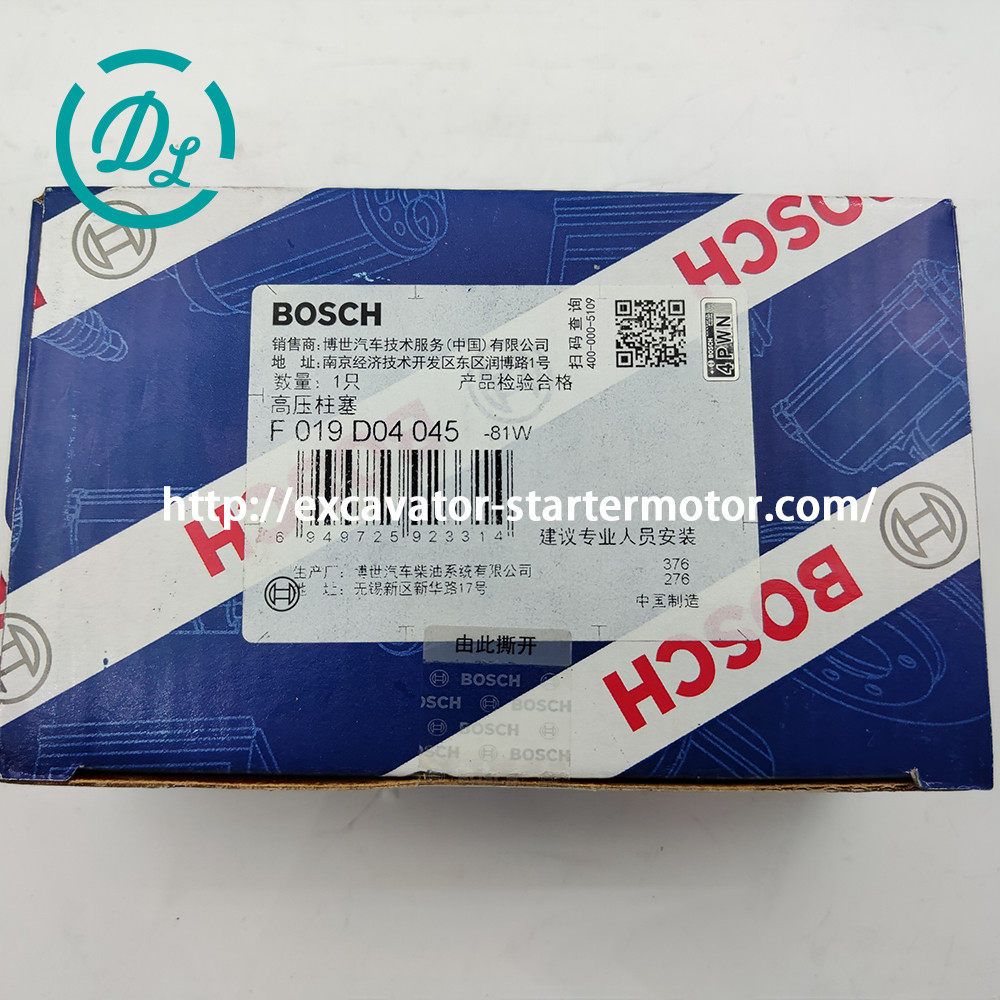 DL
BOSCH
BOSCH
销售商:博世汽车技术服务(中国)有限公司
地 址:南京经济技术开发区东区润博路1号
数量:1只 产品检验合格
高压柱塞
F 019 D04 045 -81W
扫码查询
400-000-5109
BOSCH
4PWN
http://excavator-startermotor.com/
6 949725 923314
建议专业人员安装
BOSCH
生产厂:博世汽车柴油系统有限公司
地 址:无锡新区新华路17号
376
276
中国制造
BOSCH
由此撕开
BOSCH
OSCH BOSCH
BOSCH
OSCH BOSCH